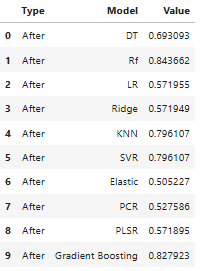 Type Model Value
0 After DT 0.693093
1 After Rf 0.843662
2 After LR 0.571955
3 After Ridge 0.571949
4 After KNN 0.796107
5 After SVR 0.796107
6 After Elastic 0.505227
7 After PCR 0.527586
8 After PLSR 0.571895
9 After Gradient Boosting 0.827923